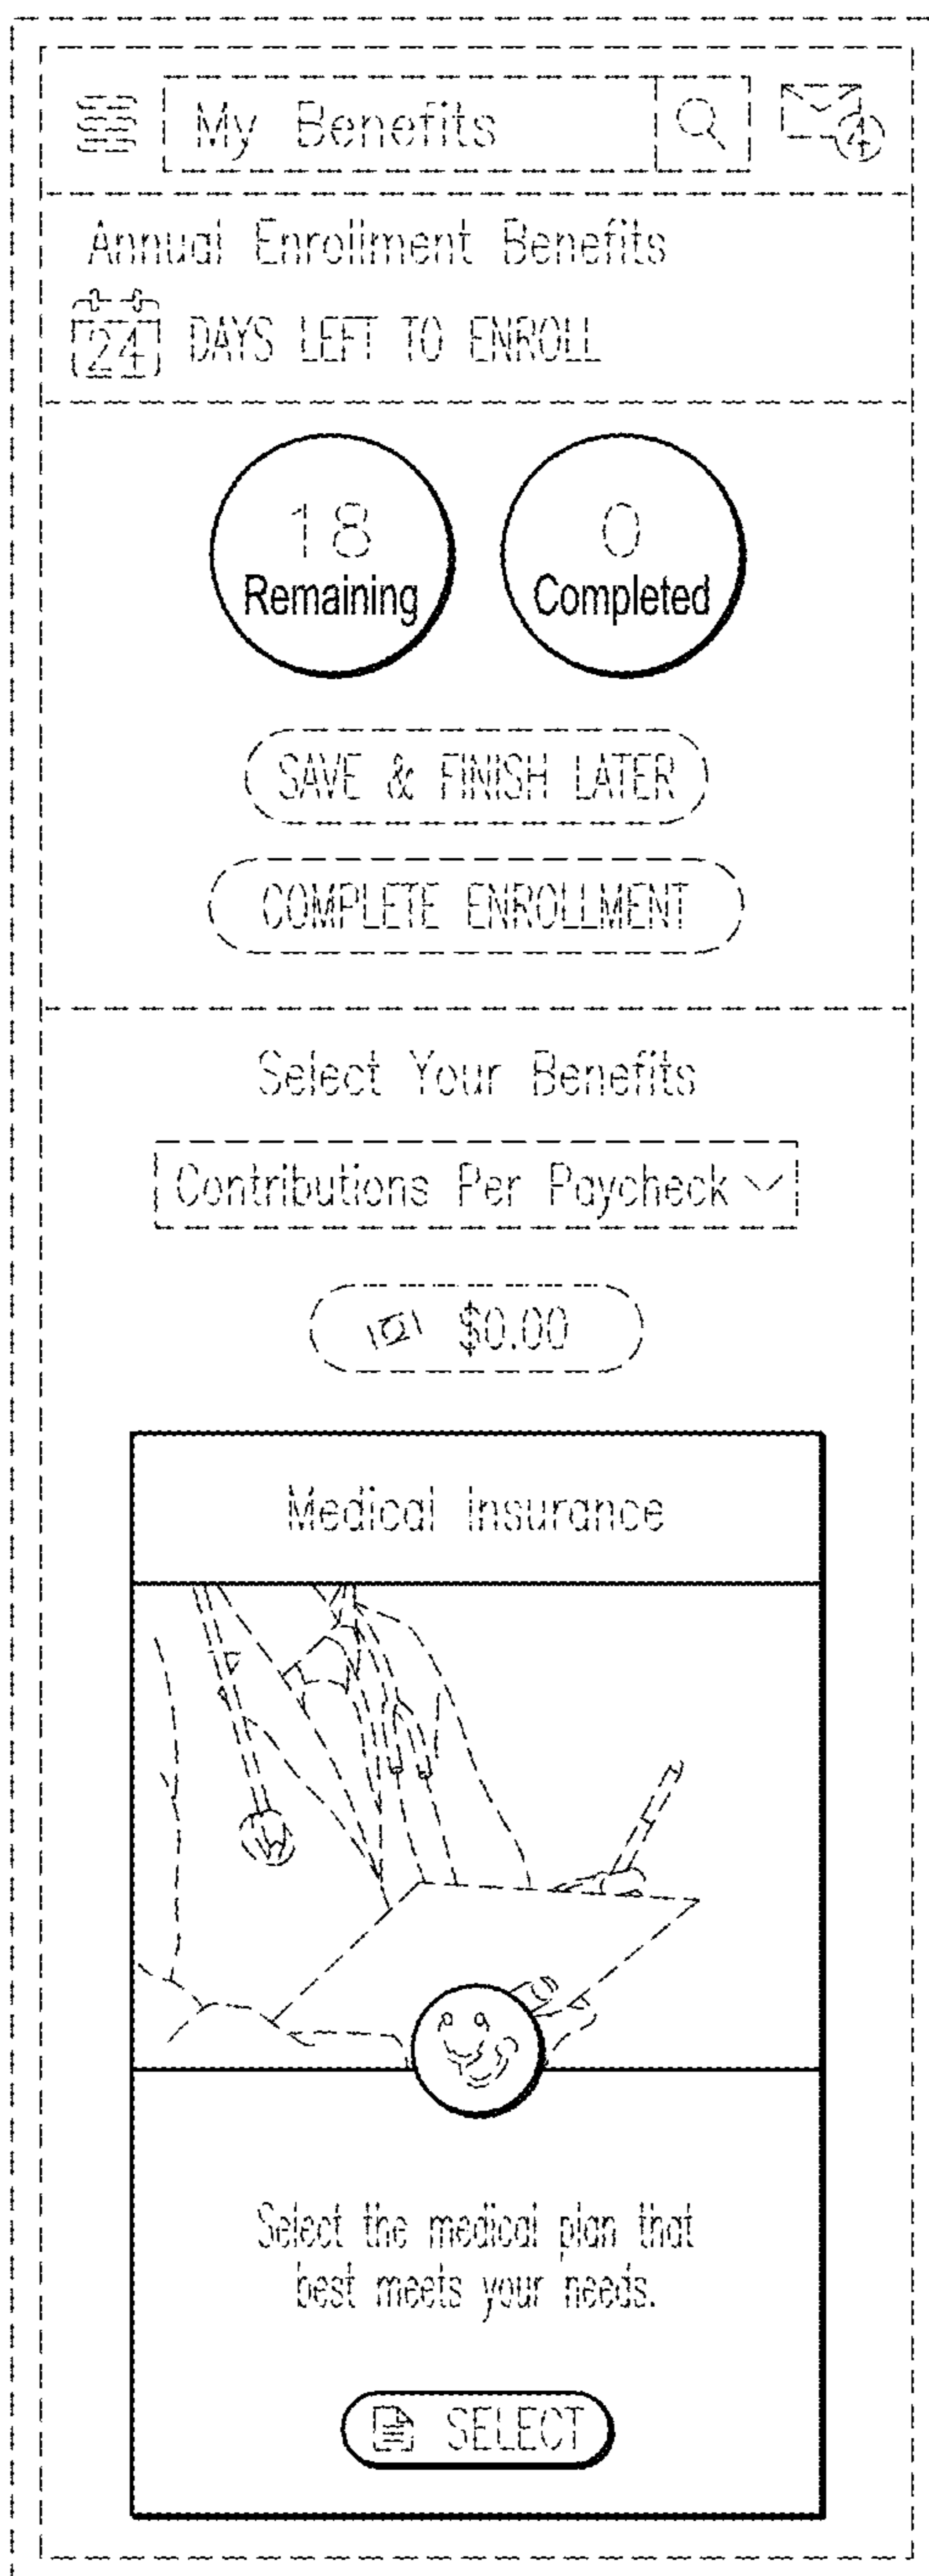 My Benefits
4
Annual Enrollment Benefits
24 DAYS LEFT TO ENROLL
18
Remaining
0
Completed
SAVE & FINISH LATER
COMPLETE ENROLLMENT
Select Your Benefits
Contributions Per Paycheck
$0.00
Medical Insurance
Select the medical plan that
best meets your needs.
SELECT